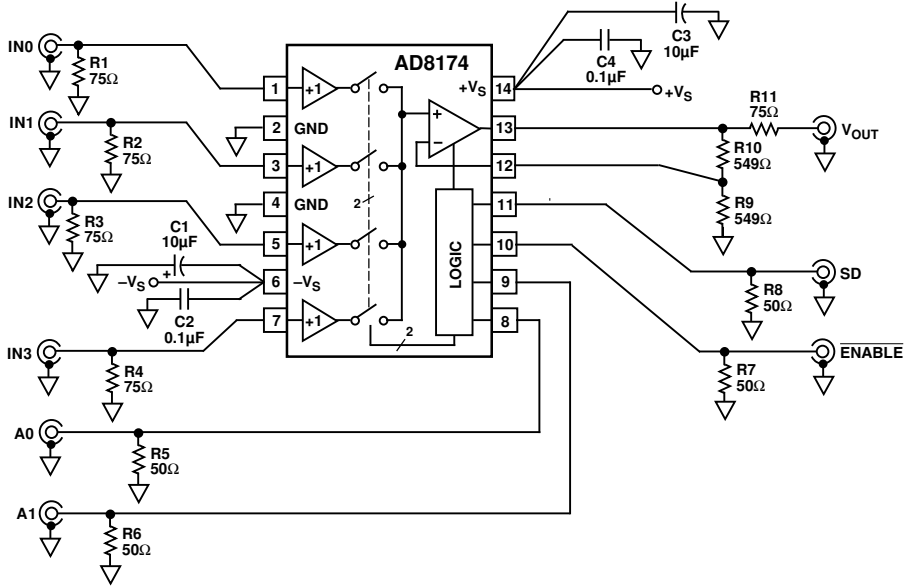 IN0
R1
75Ω
IN1
R2
75Ω
IN2
R3
75Ω
C1
10µF
–VS
+
C2
0.1µF
IN3
R4
75Ω
A0
R5
50Ω
A1
R6
50Ω
AD8174
1
+1
2
GND
3
+1
4
GND
2
5
+1
6
–VS
7
+1
2
+
–
LOGIC
+VS
14
13
12
11
10
9
8
C3
10µF
C4
0.1µF
+VS
R11
75Ω
VOUT
R10
549Ω
R9
549Ω
SD
R8
50Ω
ENABLE
R7
50Ω